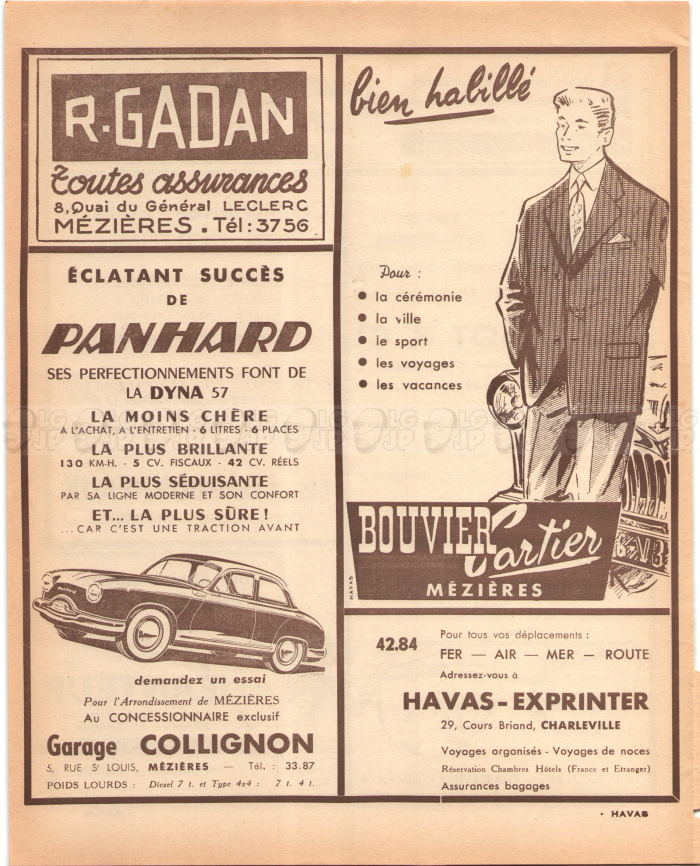 R.GADAN
Toutes assurances
8, Quai du Général LECLERC
MÉZIÈRES. Tél: 3756
ÉCLATANT SUCCÈS
DE
PANHARD
SES PERFECTIONNEMENTS FONT DE
LA DYNA 57
LA MOINS CHÈRE
A L'ACHAT, A L'ENTRETIEN - 6 LITRES - 6 PLACES
LA PLUS BRILLANTE
130 KM-H. - 5 CV. FISCAUX - 42 CV. RÉELS
LA PLUS SÉDUISANTE
PAR SA LIGNE MODERNE ET SON CONFORT
ET... LA PLUS SÛRE!
...CAR C'EST UNE TRACTION AVANT
Panhard
demandez un essai
Pour l'Arrondissement de MÉZIÈRES
Au CONCESSIONNAIRE exclusif
Garage COLLIGNON
5, RUE St LOUIS, MÉZIÈRES — Tél. : 33.87
POIDS LOURDS : Diesel 7 t. et Type 4x4 : 7 t. 4 t.
bien habillé
Pour :
● la cérémonie
● la ville
● le sport
● les voyages
● les vacances
BOUVIER Cartier
MÉZIÈRES
HAVAS
42.84
Pour tous vos déplacements :
FER — AIR — MER — ROUTE
Adressez-vous à
HAVAS-EXPRINTER
29, Cours Briand, CHARLEVILLE
Voyages organisés - Voyages de noces
Réservation Chambres Hôtels (France et Etranger)
Assurances bagages
• HAVAS